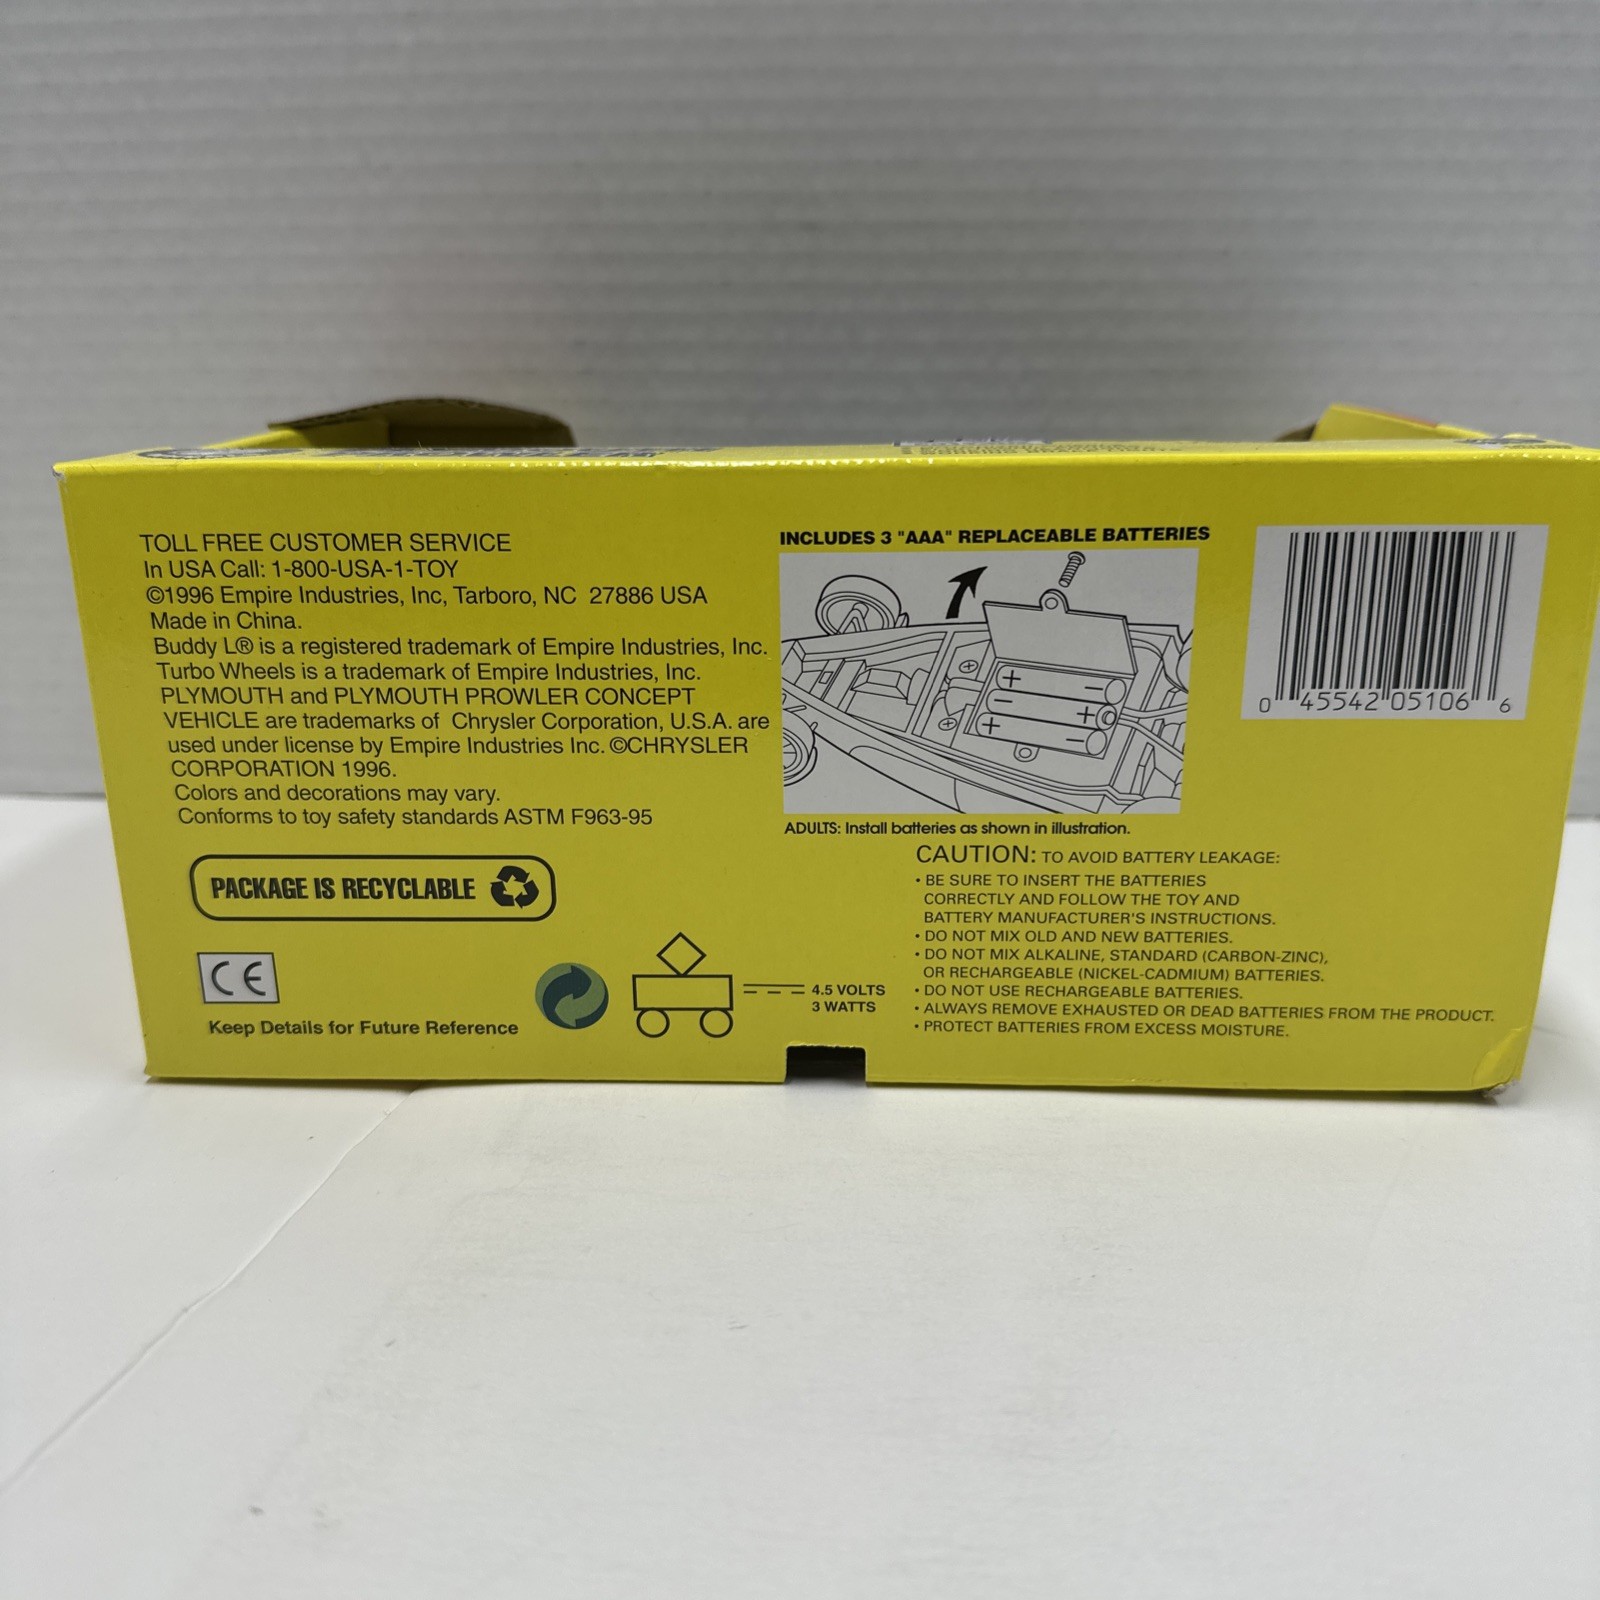 TOLL FREE CUSTOMER SERVICE
In USA Call: 1-800-USA-1-TOY
©1996 Empire Industries, Inc, Tarboro, NC 27886 USA
Made in China.
Buddy L® is a registered trademark of Empire Industries, Inc.
Turbo Wheels is a trademark of Empire Industries, Inc.
PLYMOUTH and PLYMOUTH PROWLER CONCEPT
VEHICLE are trademarks of Chrysler Corporation, U.S.A. are
used under license by Empire Industries Inc. ©CHRYSLER
CORPORATION 1996.
Colors and decorations may vary.
Conforms to toy safety standards ASTM F963-95
PACKAGE IS RECYCLABLE
CE
Keep Details for Future Reference
4.5 VOLTS
3 WATTS
INCLUDES 3 "AAA" REPLACEABLE BATTERIES
+ −
− +
+ −
ADULTS: Install batteries as shown in illustration.
CAUTION: TO AVOID BATTERY LEAKAGE:
• BE SURE TO INSERT THE BATTERIES
CORRECTLY AND FOLLOW THE TOY AND
BATTERY MANUFACTURER'S INSTRUCTIONS.
• DO NOT MIX OLD AND NEW BATTERIES.
• DO NOT MIX ALKALINE, STANDARD (CARBON-ZINC),
OR RECHARGEABLE (NICKEL-CADMIUM) BATTERIES.
• DO NOT USE RECHARGEABLE BATTERIES.
• ALWAYS REMOVE EXHAUSTED OR DEAD BATTERIES FROM THE PRODUCT.
• PROTECT BATTERIES FROM EXCESS MOISTURE.
0 45542 05106 6